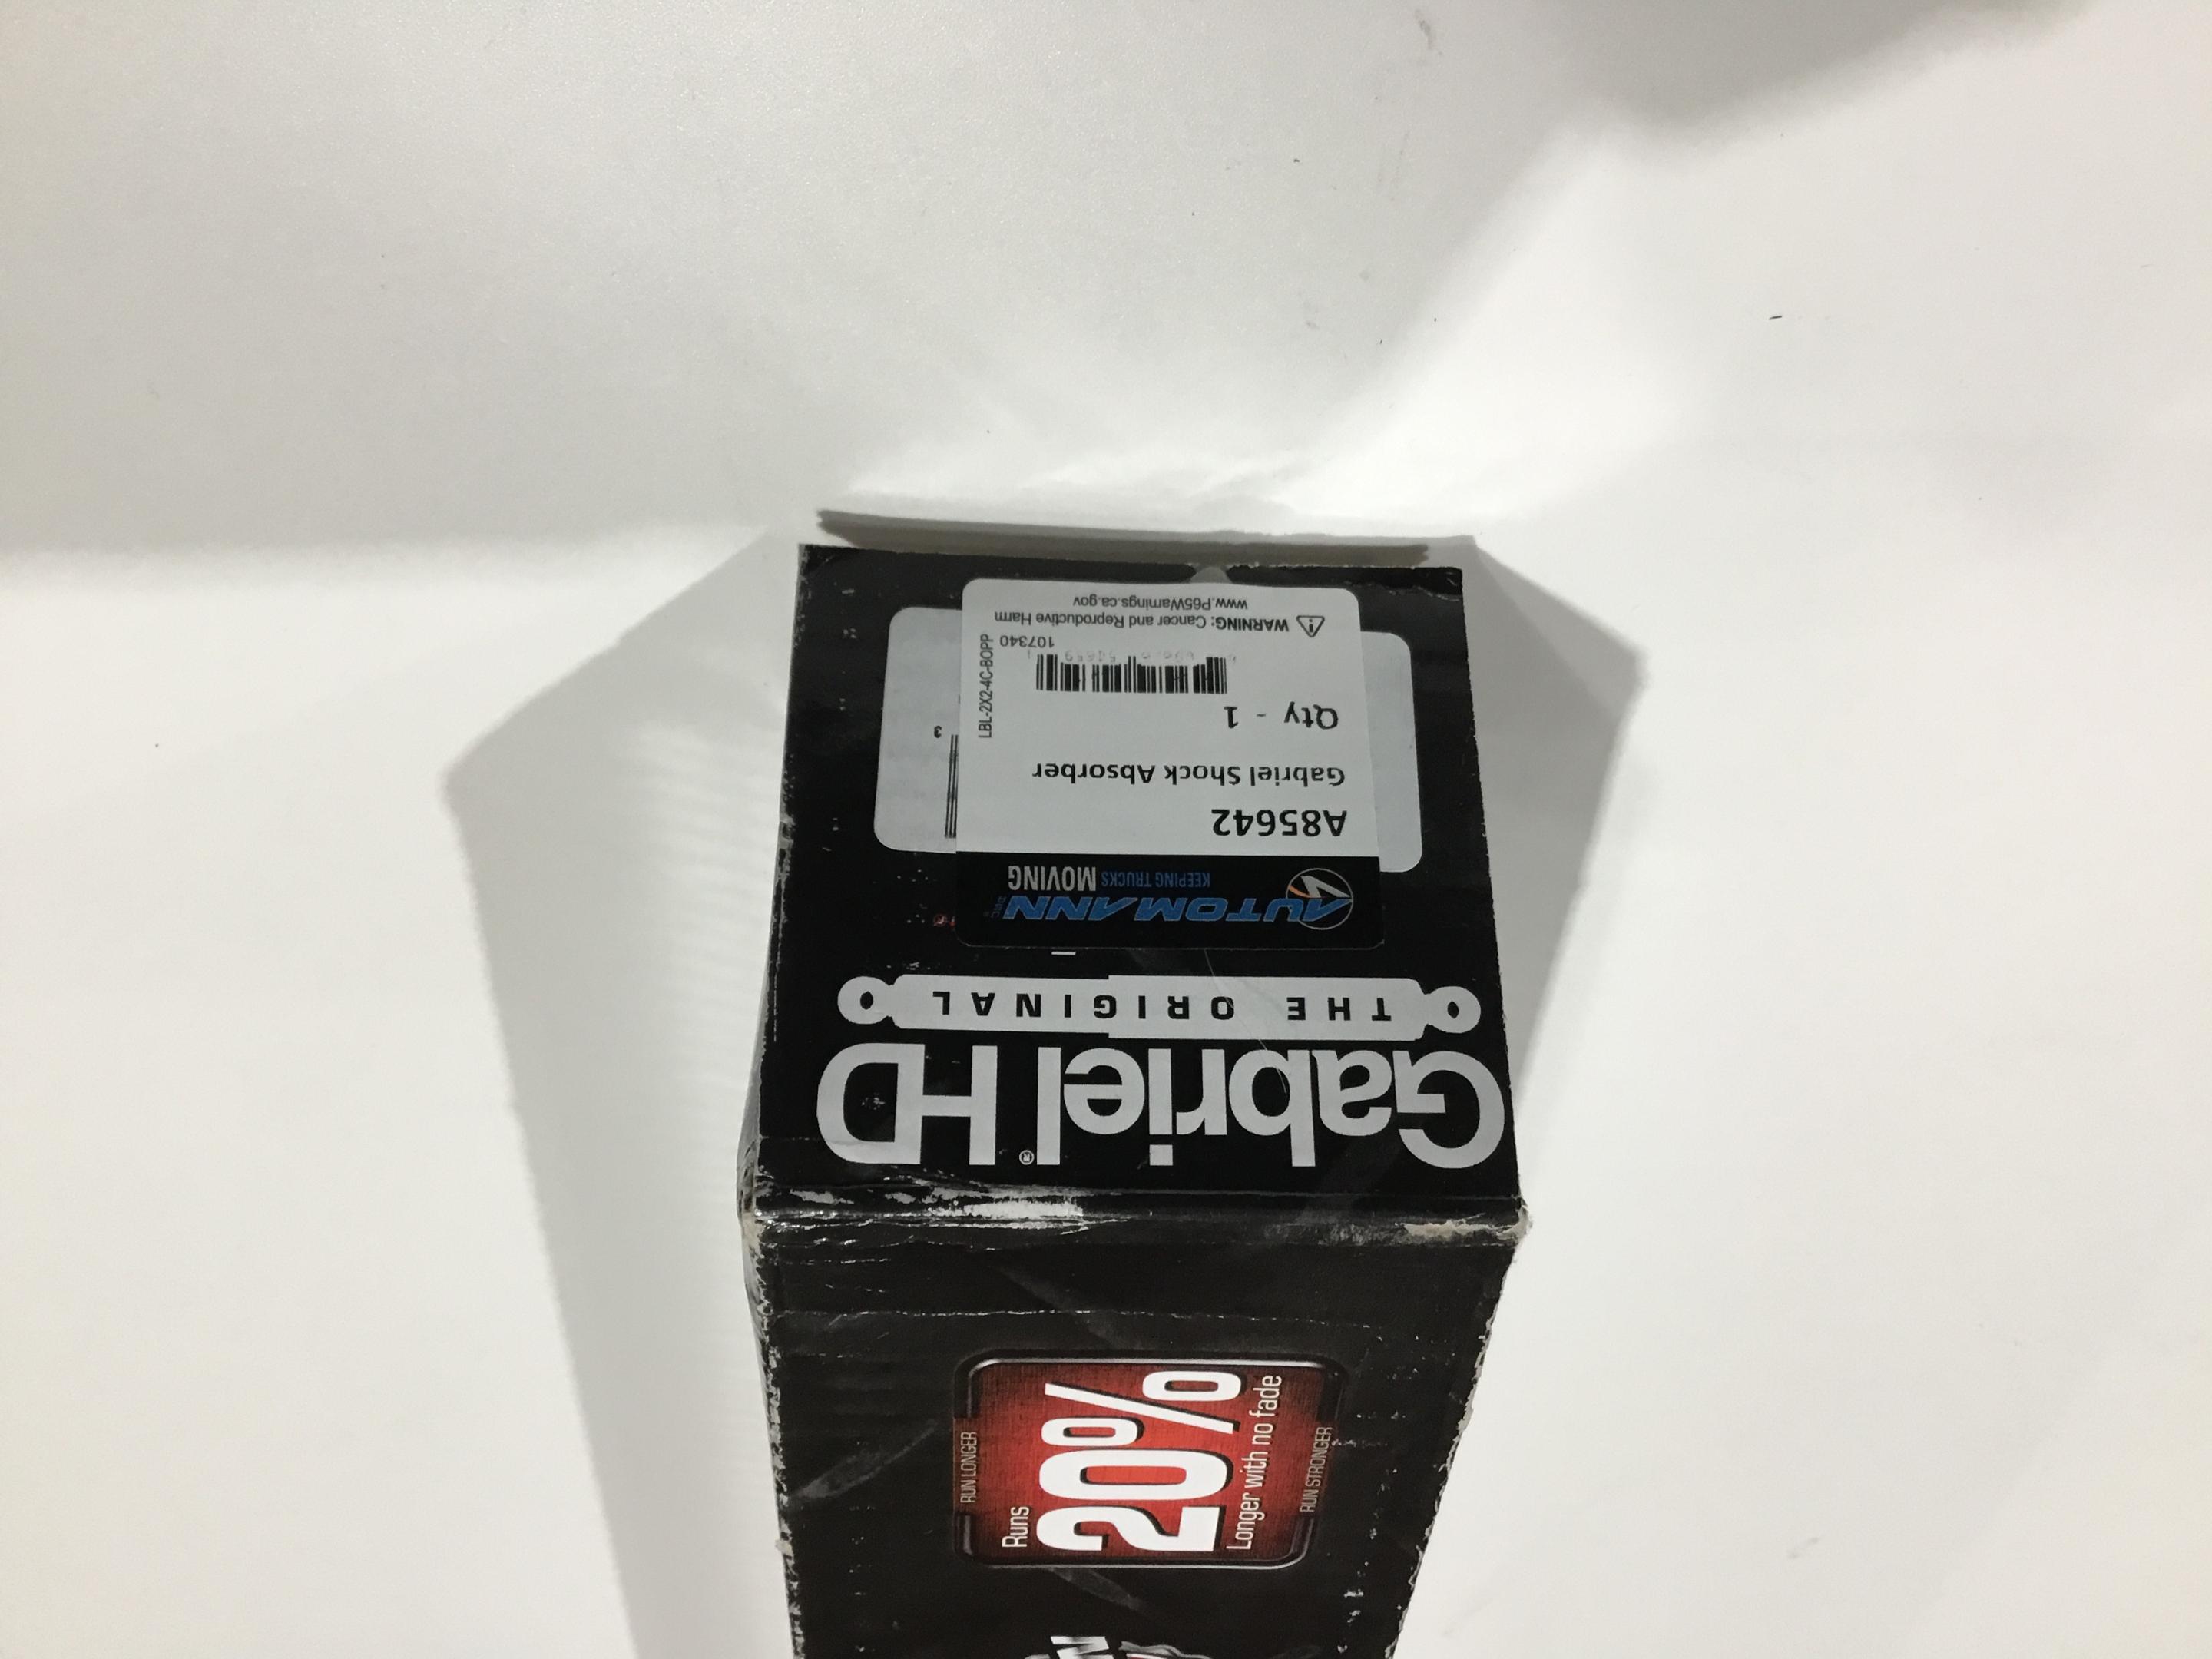 Gabriel® HD
THE ORIGINAL
AUTOMANN
KEEPING TRUCKS MOVING
A85642
Gabriel Shock Absorber
Qty - 1
107340
WARNING: Cancer and Reproductive Harm
www.P65Warnings.ca.gov
LBL-2X2-4C-BOPP
3
RUN LONGER
Runs
20%
Longer with no fade
RUN STRONGER